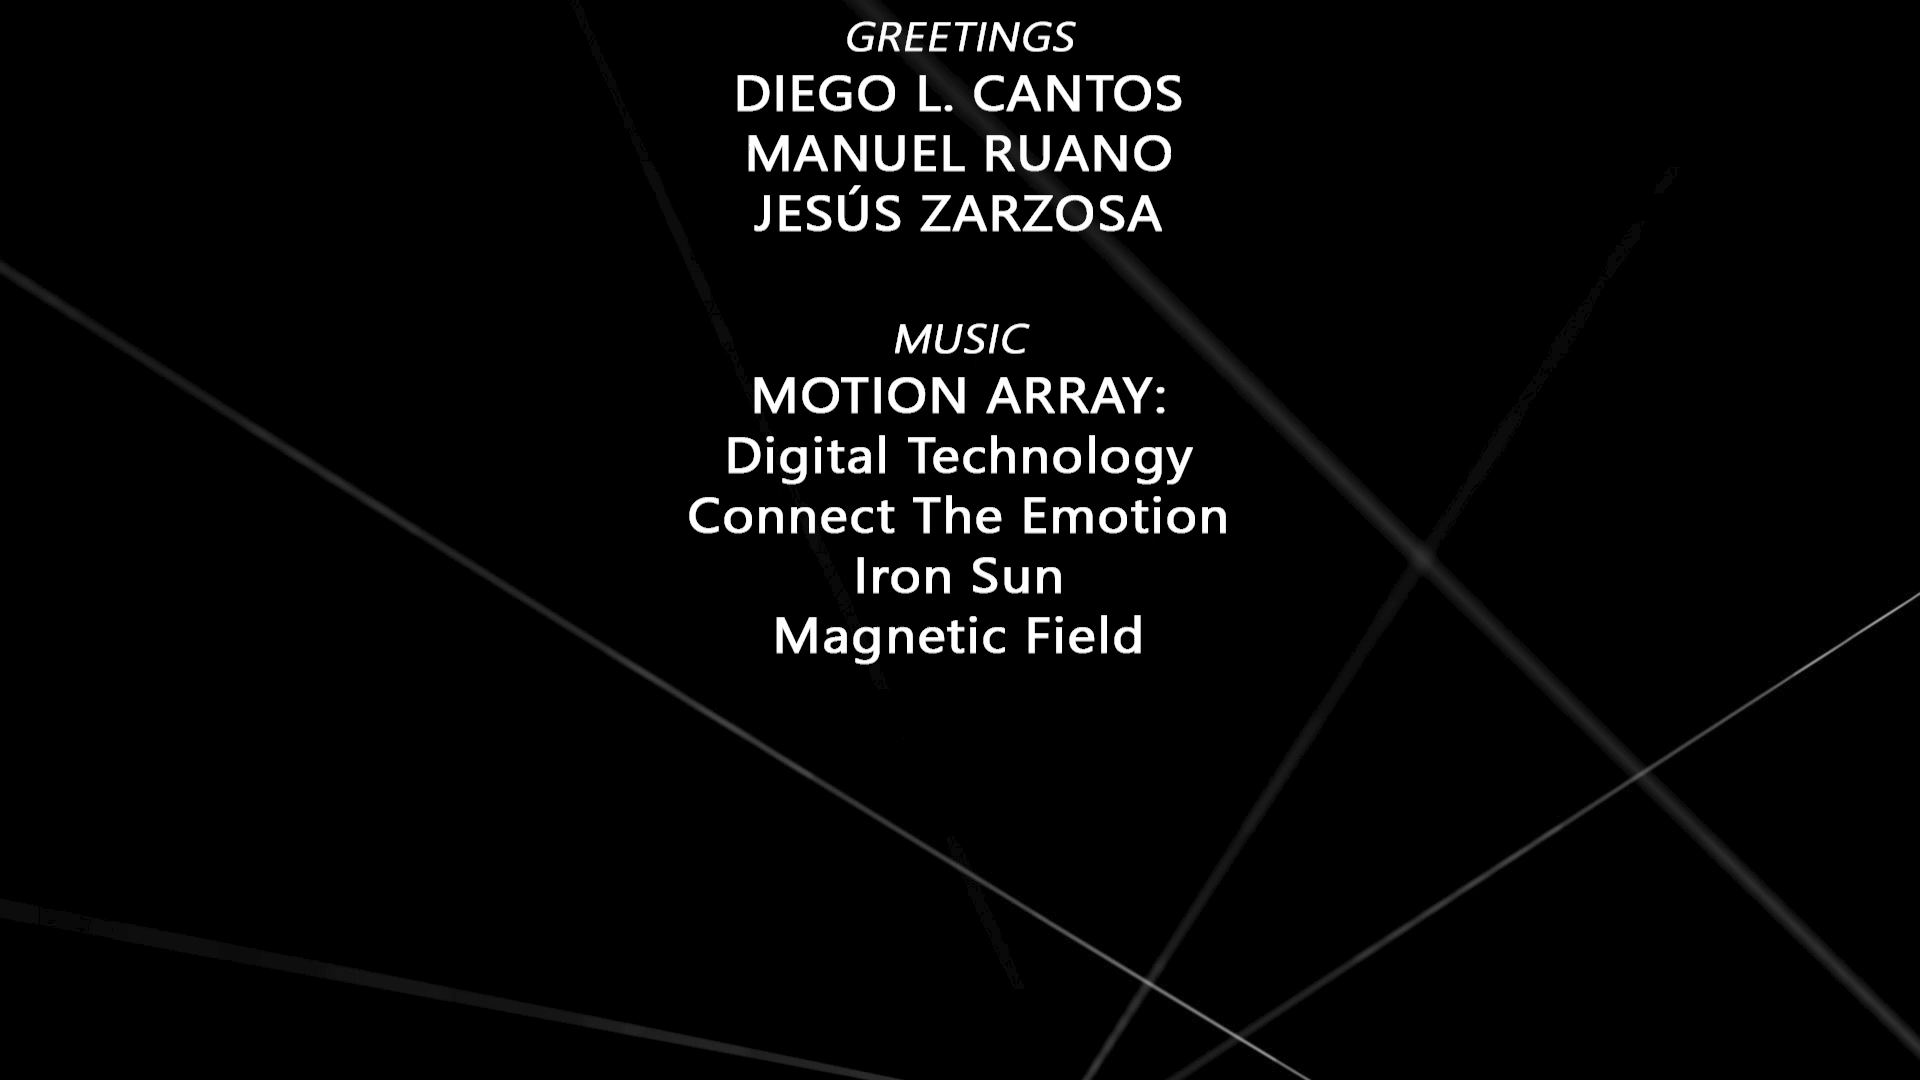 GREETINGS
DIEGO L. CANTOS
MANUEL RUANO
JESÚS ZARZOSA
MUSIC
MOTION ARRAY:
Digital Technology
Connect The Emotion
Iron Sun
Magnetic Field